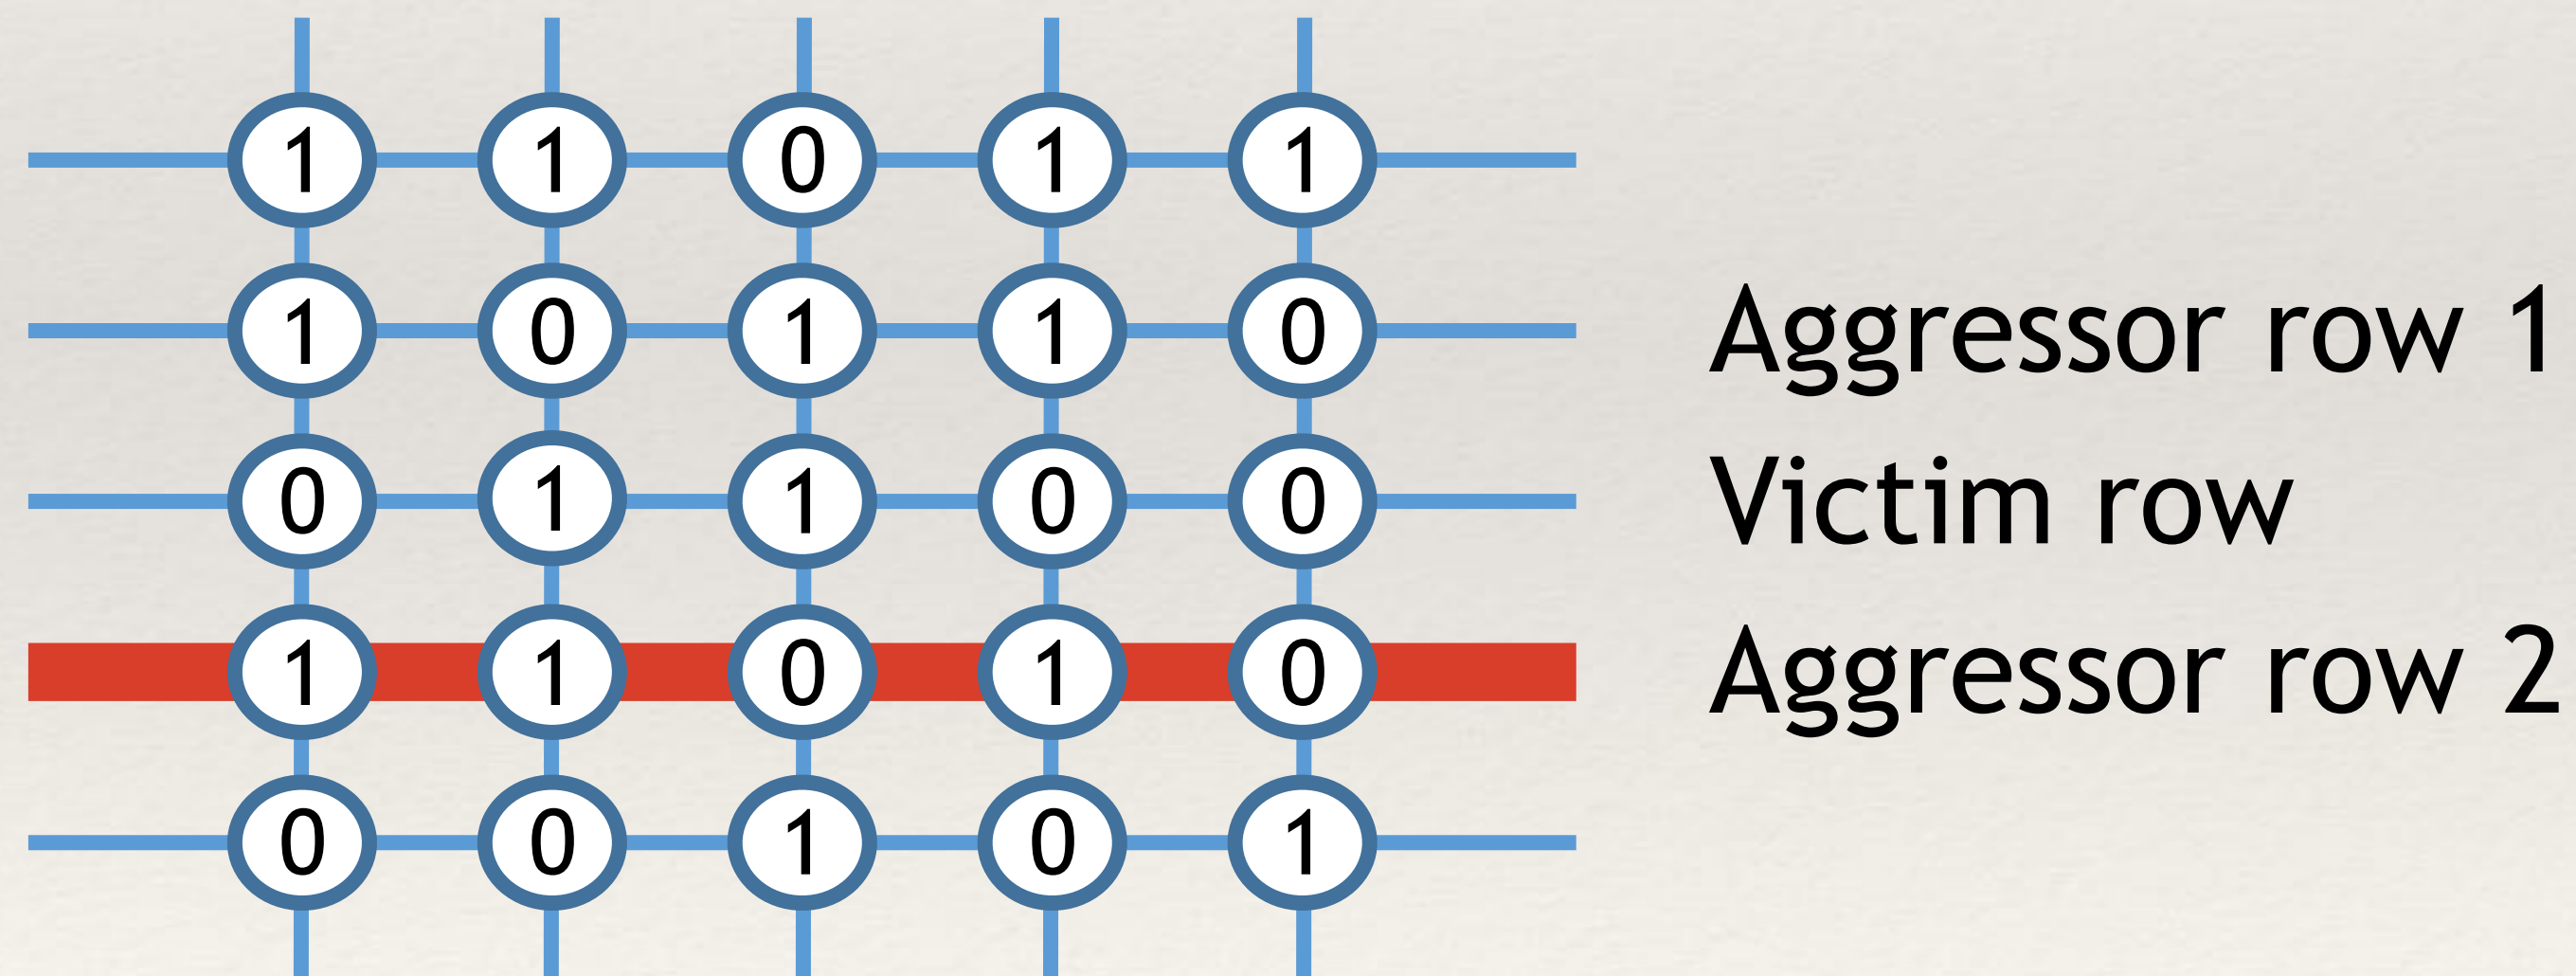 1 1 0 1 1
1 0 1 1 0 Aggressor row 1
0 1 1 0 0 Victim row
1 1 0 1 0 Aggressor row 2
0 0 1 0 1